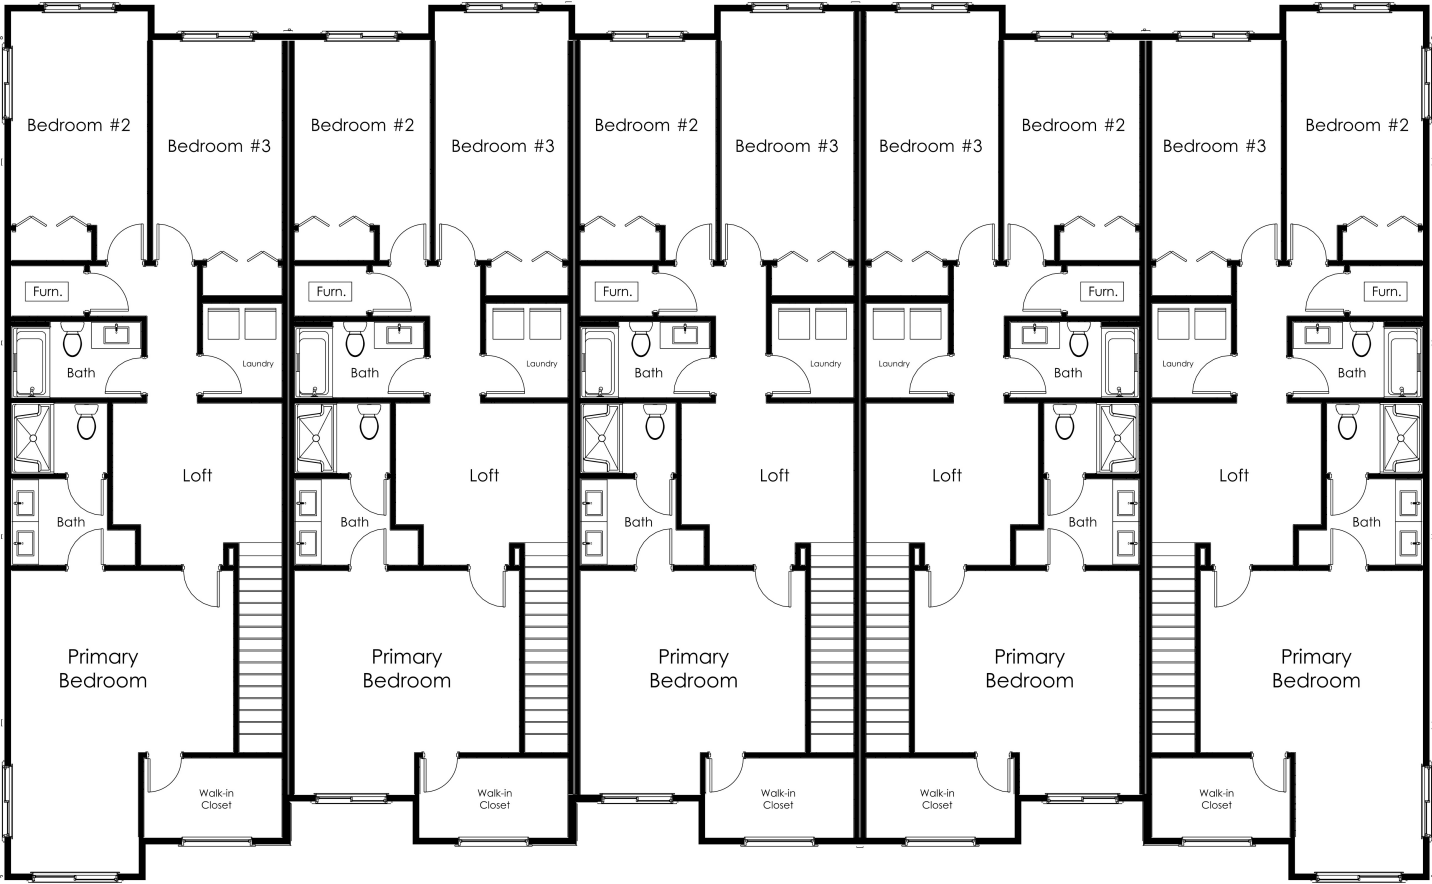 Bedroom #2
Bedroom #3
Bedroom #2
Bedroom #3
Bedroom #2
Bedroom #3
Bedroom #3
Bedroom #2
Bedroom #3
Bedroom #2
Furn.
Furn.
Furn.
Furn.
Furn.
Bath
Laundry
Bath
Laundry
Bath
Laundry
Laundry
Bath
Laundry
Bath
Loft
Loft
Loft
Loft
Loft
Bath
Bath
Bath
Bath
Bath
Primary
Bedroom
Primary
Bedroom
Primary
Bedroom
Primary
Bedroom
Primary
Bedroom
Walk-in
Closet
Walk-in
Closet
Walk-in
Closet
Walk-in
Closet
Walk-in
Closet